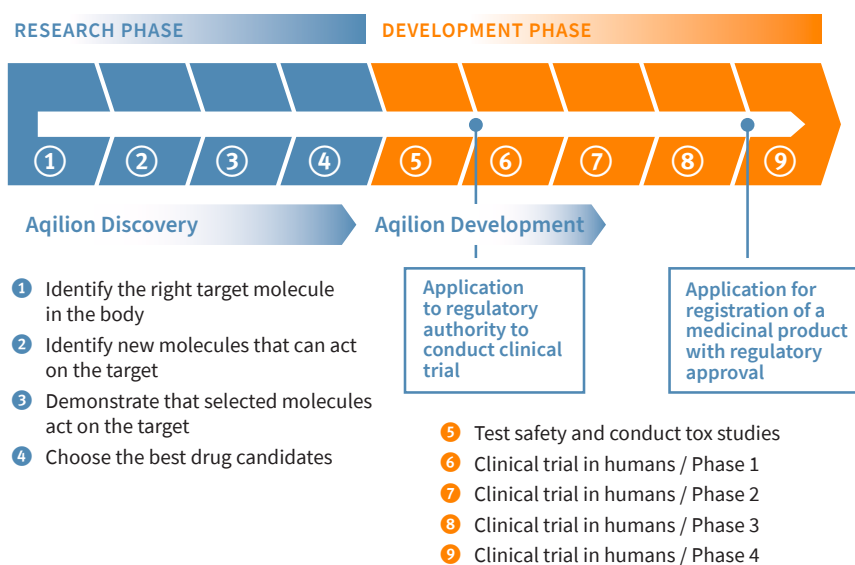 RESEARCH PHASE
DEVELOPMENT PHASE
1 2 3 4 5 6 7 8 9
Aqilion Discovery
Aqilion Development
1 Identify the right target molecule
in the body
2 Identify new molecules that can act
on the target
3 Demonstrate that selected molecules
act on the target
4 Choose the best drug candidates
Application
to regulatory
authority to
conduct clinical
trial
Application for
registration of a
medicinal product
with regulatory
approval
5 Test safety and conduct tox studies
6 Clinical trial in humans / Phase 1
7 Clinical trial in humans / Phase 2
8 Clinical trial in humans / Phase 3
9 Clinical trial in humans / Phase 4